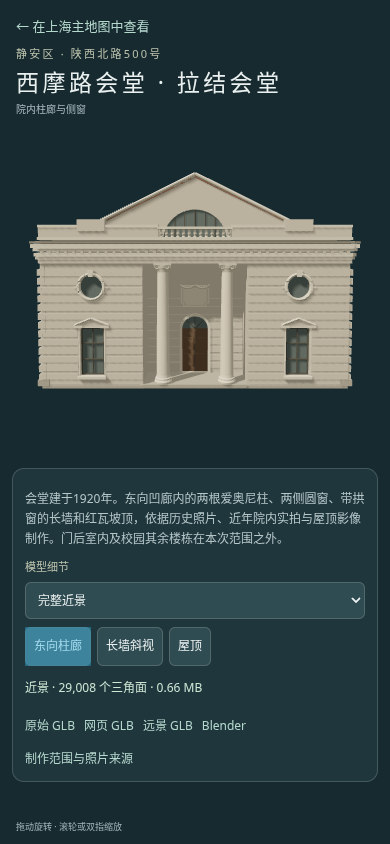 ← 在上海主地图中查看
静安区 · 陕西北路500号
西摩路会堂 · 拉结会堂
院内柱廊与侧窗
会堂建于1920年。东向凹廊内的两根爱奥尼柱、两侧圆窗、带拱
窗的长墙和红瓦坡顶，依据历史照片、近年院内实拍与屋顶影像
制作。门后室内及校园其余楼栋在本次范围之外。
模型细节
完整近景
东向柱廊 长墙斜视 屋顶
近景 · 29,008 个三角面 · 0.66 MB
原始 GLB 网页 GLB 远景 GLB Blender
制作范围与照片来源
拖动旋转 · 滚轮或双指缩放